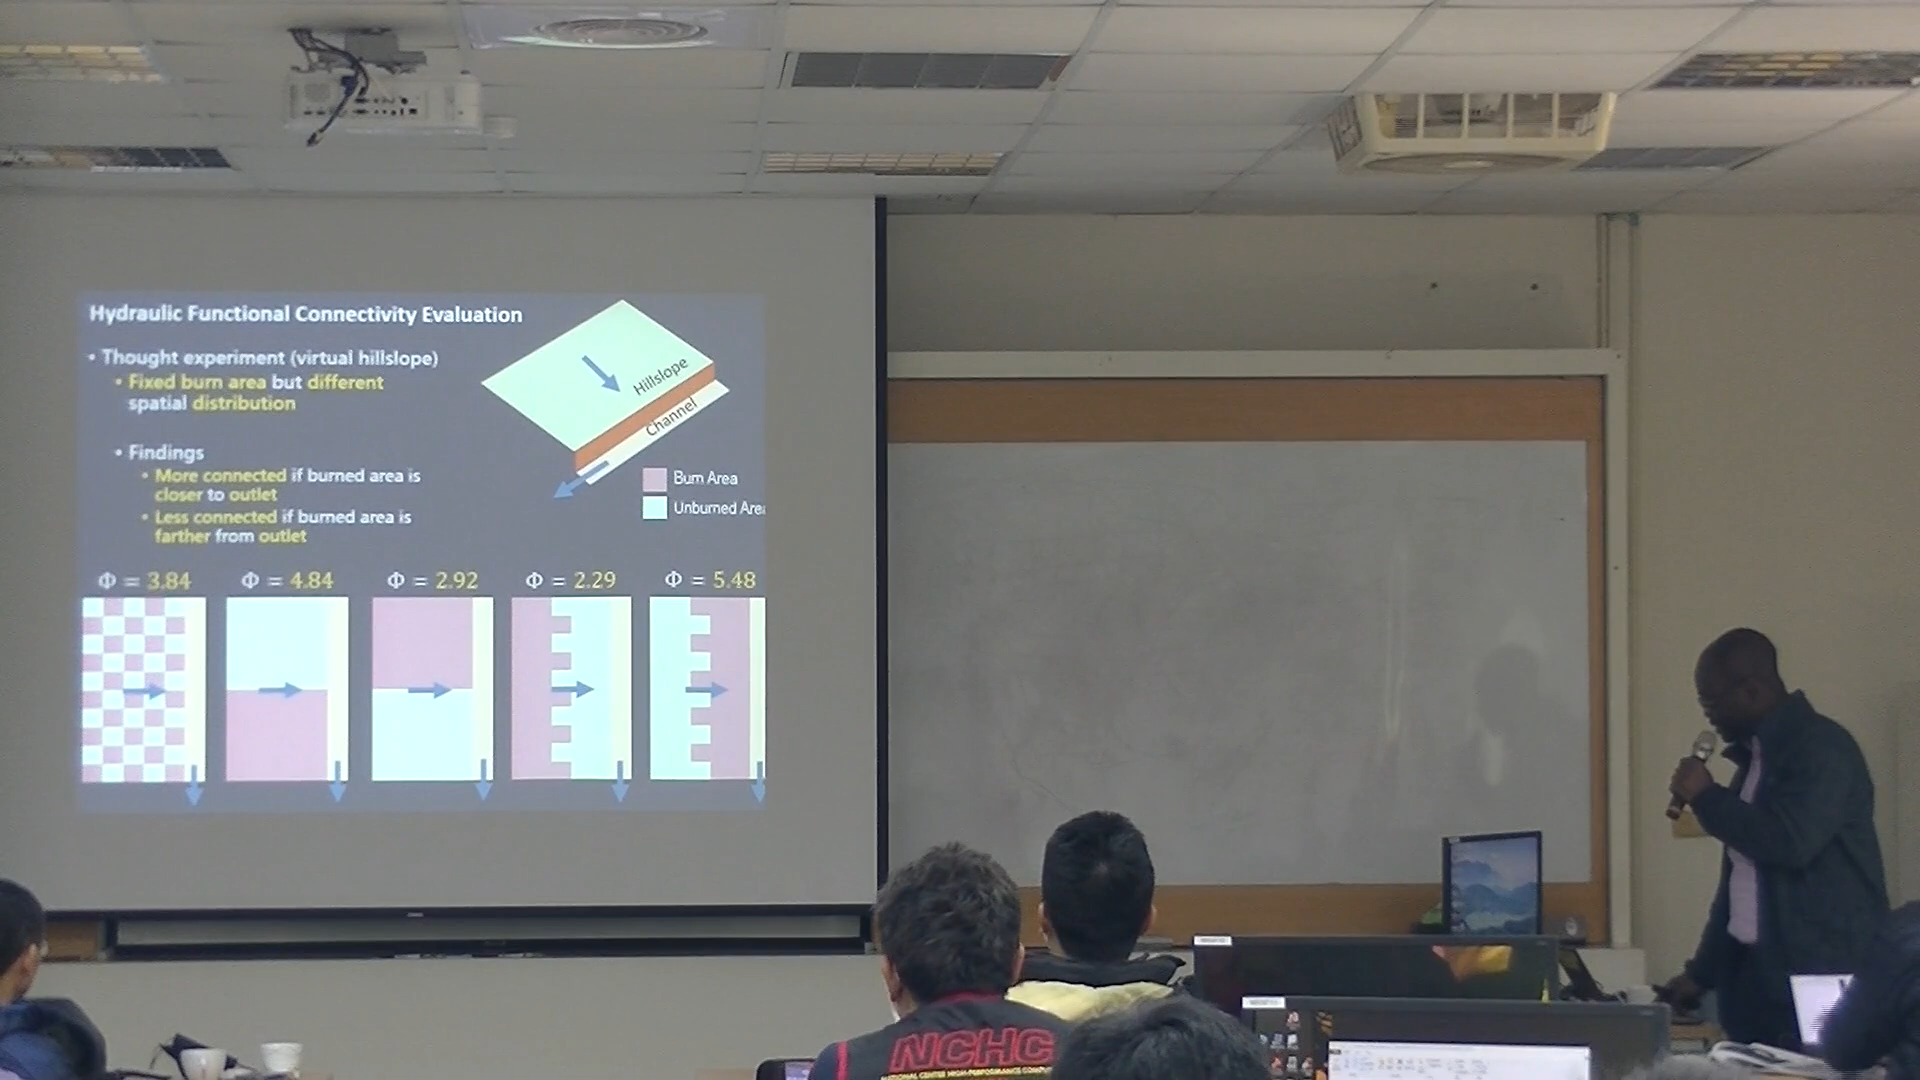 Hydraulic Functional Connectivity Evaluation
• Thought experiment (virtual hillslope)
• Fixed burn area but different
spatial distribution
• Findings
• More connected if burned area is
closer to outlet
• Less connected if burned area is
farther from outlet
Hillslope
Channel
Burn Area
Unburned Area
Φ = 3.84
Φ = 4.84
Φ = 2.92
Φ = 2.29
Φ = 5.48
NCHC